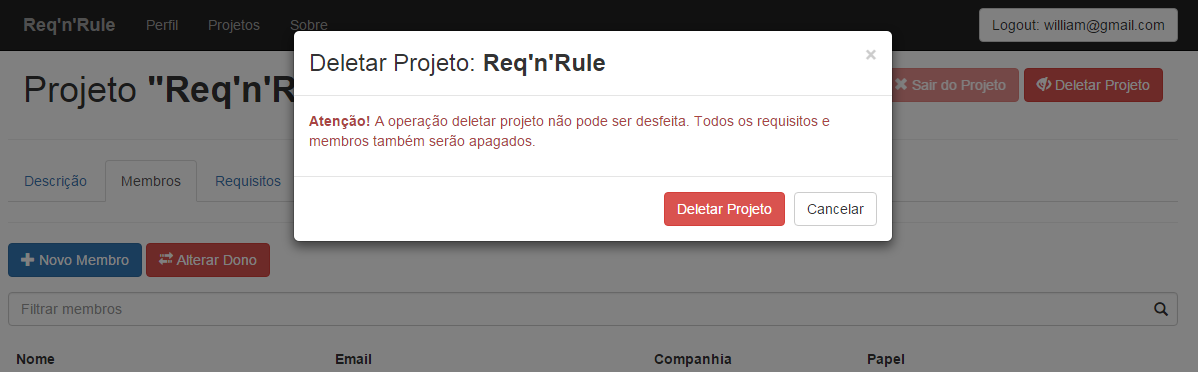 Req'n'Rule Perfil Projetos Sobre Logout: william@gmail.com
Deletar Projeto: Req'n'Rule ×
Projeto "Req'n'R Sair do Projeto Deletar Projeto
Atenção! A operação deletar projeto não pode ser desfeita. Todos os requisitos e
membros também serão apagados.
Descrição Membros Requisitos
Deletar Projeto Cancelar
Novo Membro Alterar Dono
Filtrar membros
Nome Email Companhia Papel